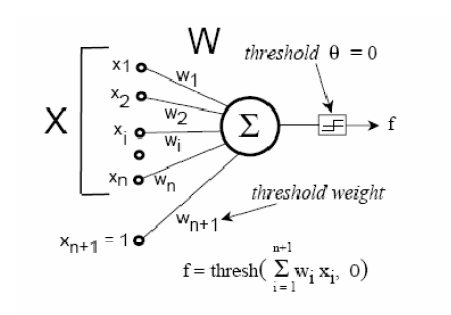 W
threshold θ = 0
X
x1
w1
x2
w2
xi
wi
Σ
f
xn
wn
threshold weight
wn+1
xn+1 = 1
f = thresh( n+1 Σ i = 1 wi xi, 0)